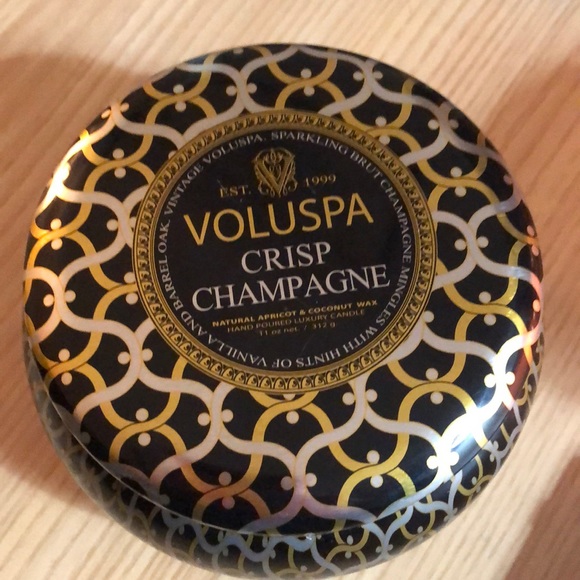 EST. 1999
VOLUSPA
CRISP
CHAMPAGNE
NATURAL APRICOT & COCONUT WAX
HAND POURED LUXURY CANDLE
11 oz net. / 312 g
VINTAGE VOLUSPA. SPARKLING BRUT CHAMPAGNE MINGLES WITH HINTS OF VANILLA AND BARREL OAK.